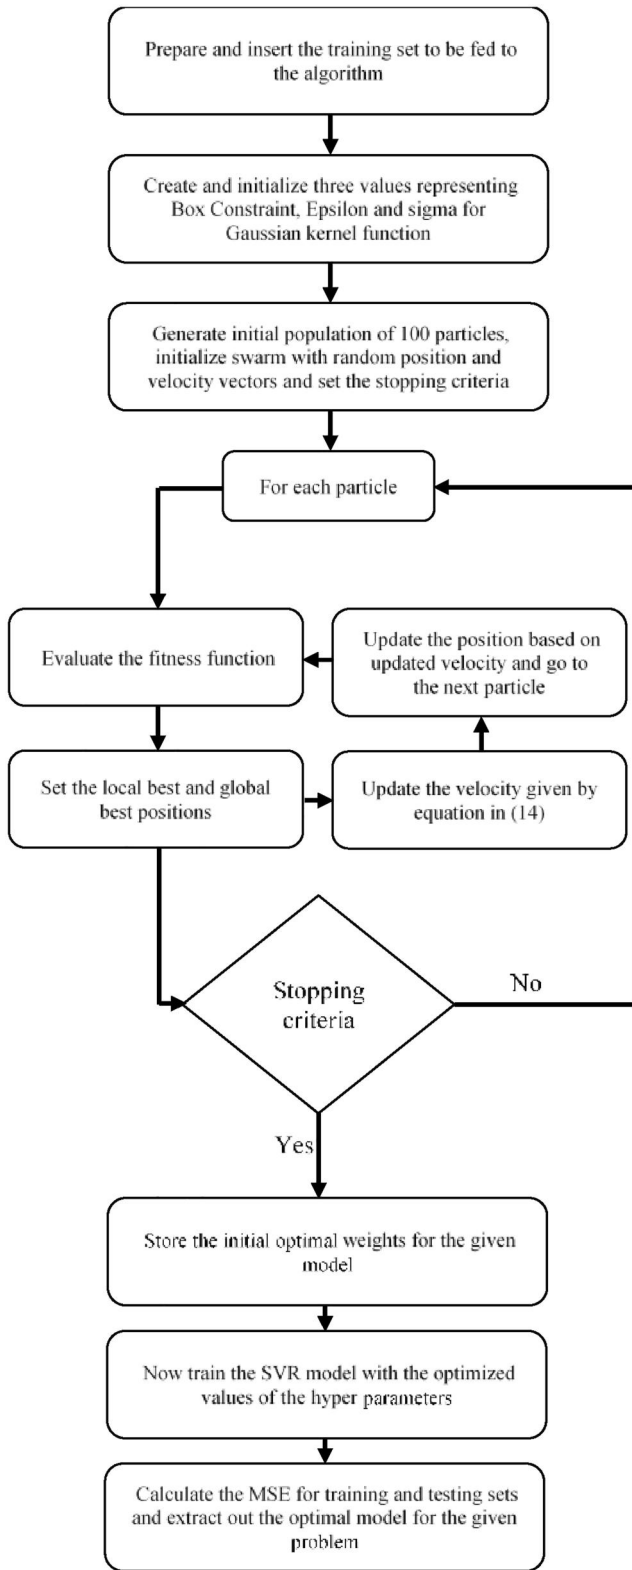 Prepare and insert the training set to be fed to
the algorithm
Create and initialize three values representing
Box Constraint, Epsilon and sigma for
Gaussian kernel function
Generate initial population of 100 particles,
initialize swarm with random position and
velocity vectors and set the stopping criteria
For each particle
Evaluate the fitness function
Update the position based on
updated velocity and go to
the next particle
Set the local best and global
best positions
Update the velocity given by
equation in (14)
Stopping
criteria
No
Yes
Store the initial optimal weights for the given
model
Now train the SVR model with the optimized
values of the hyper parameters
Calculate the MSE for training and testing sets
and extract out the optimal model for the given
problem